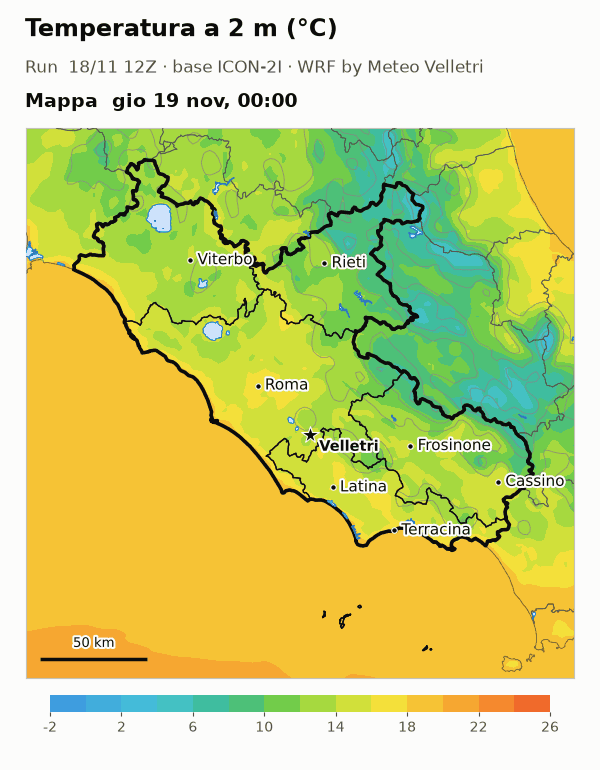 Temperatura a 2 m (°C)
Run  18/11 12Z · base ICON-2I · WRF by Meteo Velletri
Mappa  gio 19 nov, 00:00
Viterbo
Rieti
Roma
Velletri
Frosinone
Latina
Cassino
Terracina
50 km
-2 2 6 10 14 18 22 26